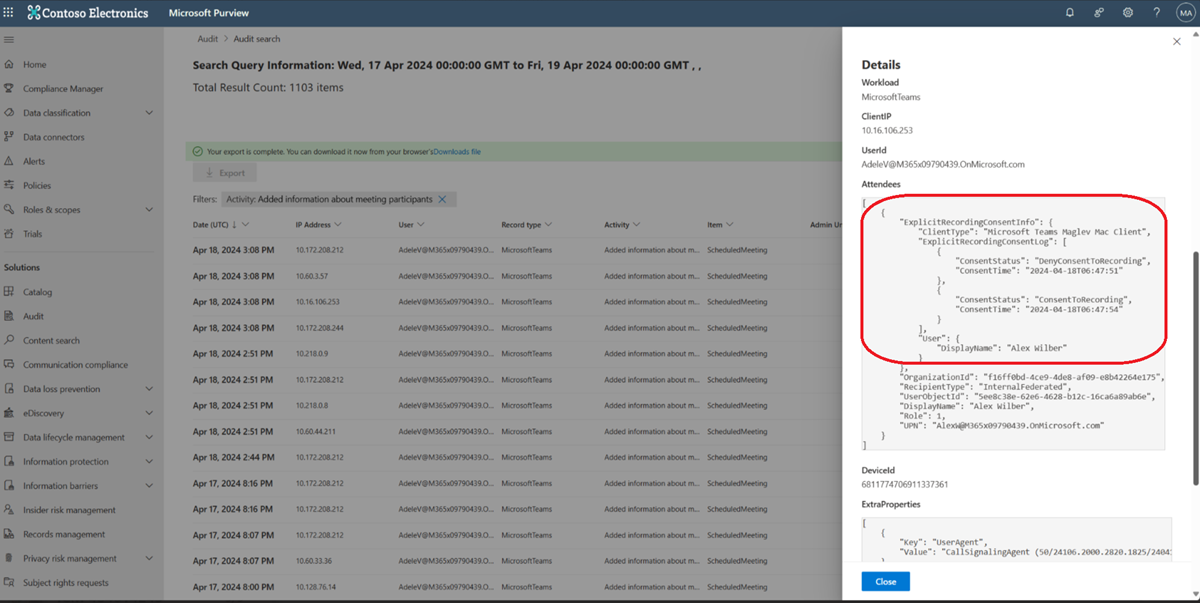 Contoso Electronics Microsoft Purview MA
Home
Compliance Manager
Data classification
Data connectors
Alerts
Policies
Roles & scopes
Trials
Solutions
Catalog
Audit
Content search
Communication compliance
Data loss prevention
eDiscovery
Data lifecycle management
Information protection
Information barriers
Insider risk management
Records management
Privacy risk management
Subject rights requests
Audit > Audit search
Search Query Information: Wed, 17 Apr 2024 00:00:00 GMT to Fri, 19 Apr 2024 00:00:00 GMT , ,
Total Result Count: 1103 items
Your export is complete. You can download it now from your browser's Downloads file
Export
Filters: Activity: Added information about meeting participants
Date (UTC) ↓ IP Address User Record type Activity Item Admin Un
Apr 18, 2024 3:08 PM 10.172.208.212 AdeleV@M365x09790439.O... MicrosoftTeams Added information about m... ScheduledMeeting
Apr 18, 2024 3:08 PM 10.60.3.57 AdeleV@M365x09790439.O... MicrosoftTeams Added information about m... ScheduledMeeting
Apr 18, 2024 3:08 PM 10.16.106.253 AdeleV@M365x09790439.O... MicrosoftTeams Added information about m... ScheduledMeeting
Apr 18, 2024 3:08 PM 10.172.208.244 AdeleV@M365x09790439.O... MicrosoftTeams Added information about m... ScheduledMeeting
Apr 18, 2024 2:51 PM 10.218.0.9 AdeleV@M365x09790439.O... MicrosoftTeams Added information about m... ScheduledMeeting
Apr 18, 2024 2:51 PM 10.172.208.212 AdeleV@M365x09790439.O... MicrosoftTeams Added information about m... ScheduledMeeting
Apr 18, 2024 2:51 PM 10.218.0.8 AdeleV@M365x09790439.O... MicrosoftTeams Added information about m... ScheduledMeeting
Apr 18, 2024 2:51 PM 10.60.44.211 AdeleV@M365x09790439.O... MicrosoftTeams Added information about m... ScheduledMeeting
Apr 18, 2024 2:44 PM 10.172.208.212 AdeleV@M365x09790439.O... MicrosoftTeams Added information about m... ScheduledMeeting
Apr 17, 2024 8:16 PM 10.172.208.212 AdeleV@M365x09790439.O... MicrosoftTeams Added information about m... ScheduledMeeting
Apr 17, 2024 8:16 PM 10.172.208.212 AdeleV@M365x09790439.O... MicrosoftTeams Added information about m... ScheduledMeeting
Apr 17, 2024 8:07 PM 10.172.208.212 AdeleV@M365x09790439.O... MicrosoftTeams Added information about m... ScheduledMeeting
Apr 17, 2024 8:07 PM 10.60.33.36 AdeleV@M365x09790439.O... MicrosoftTeams Added information about m... ScheduledMeeting
Apr 17, 2024 8:00 PM 10.128.76.14 AdeleV@M365x09790439.O... MicrosoftTeams Added information about m... ScheduledMeeting
Details
Workload
MicrosoftTeams
ClientIP
10.16.106.253
UserId
AdeleV@M365x09790439.OnMicrosoft.com
Attendees
[
{
"ExplicitRecordingConsentInfo": {
"ClientType": "Microsoft Teams Maglev Mac Client",
"ExplicitRecordingConsentLog": [
{
"ConsentStatus": "DenyConsentToRecording",
"ConsentTime": "2024-04-18T06:47:51"
},
{
"ConsentStatus": "ConsentToRecording",
"ConsentTime": "2024-04-18T06:47:54"
}
],
"User": {
"DisplayName": "Alex Wilber"
}
},
"OrganizationId": "f16ff0bd-4ce9-4de8-af09-e8b42264e175",
"RecipientType": "InternalFederated",
"UserObjectId": "5ee8c38e-62e6-4628-b12c-16ca6a89ab6e",
"DisplayName": "Alex Wilber",
"Role": 1,
"UPN": "AlexW@M365x09790439.OnMicrosoft.com"
}
]
DeviceId
6811774706911337361
ExtraProperties
[
{
"Key": "UserAgent",
"Value": "CallSignalingAgent (50/24106.2000.2820.1825/2404
}
Close